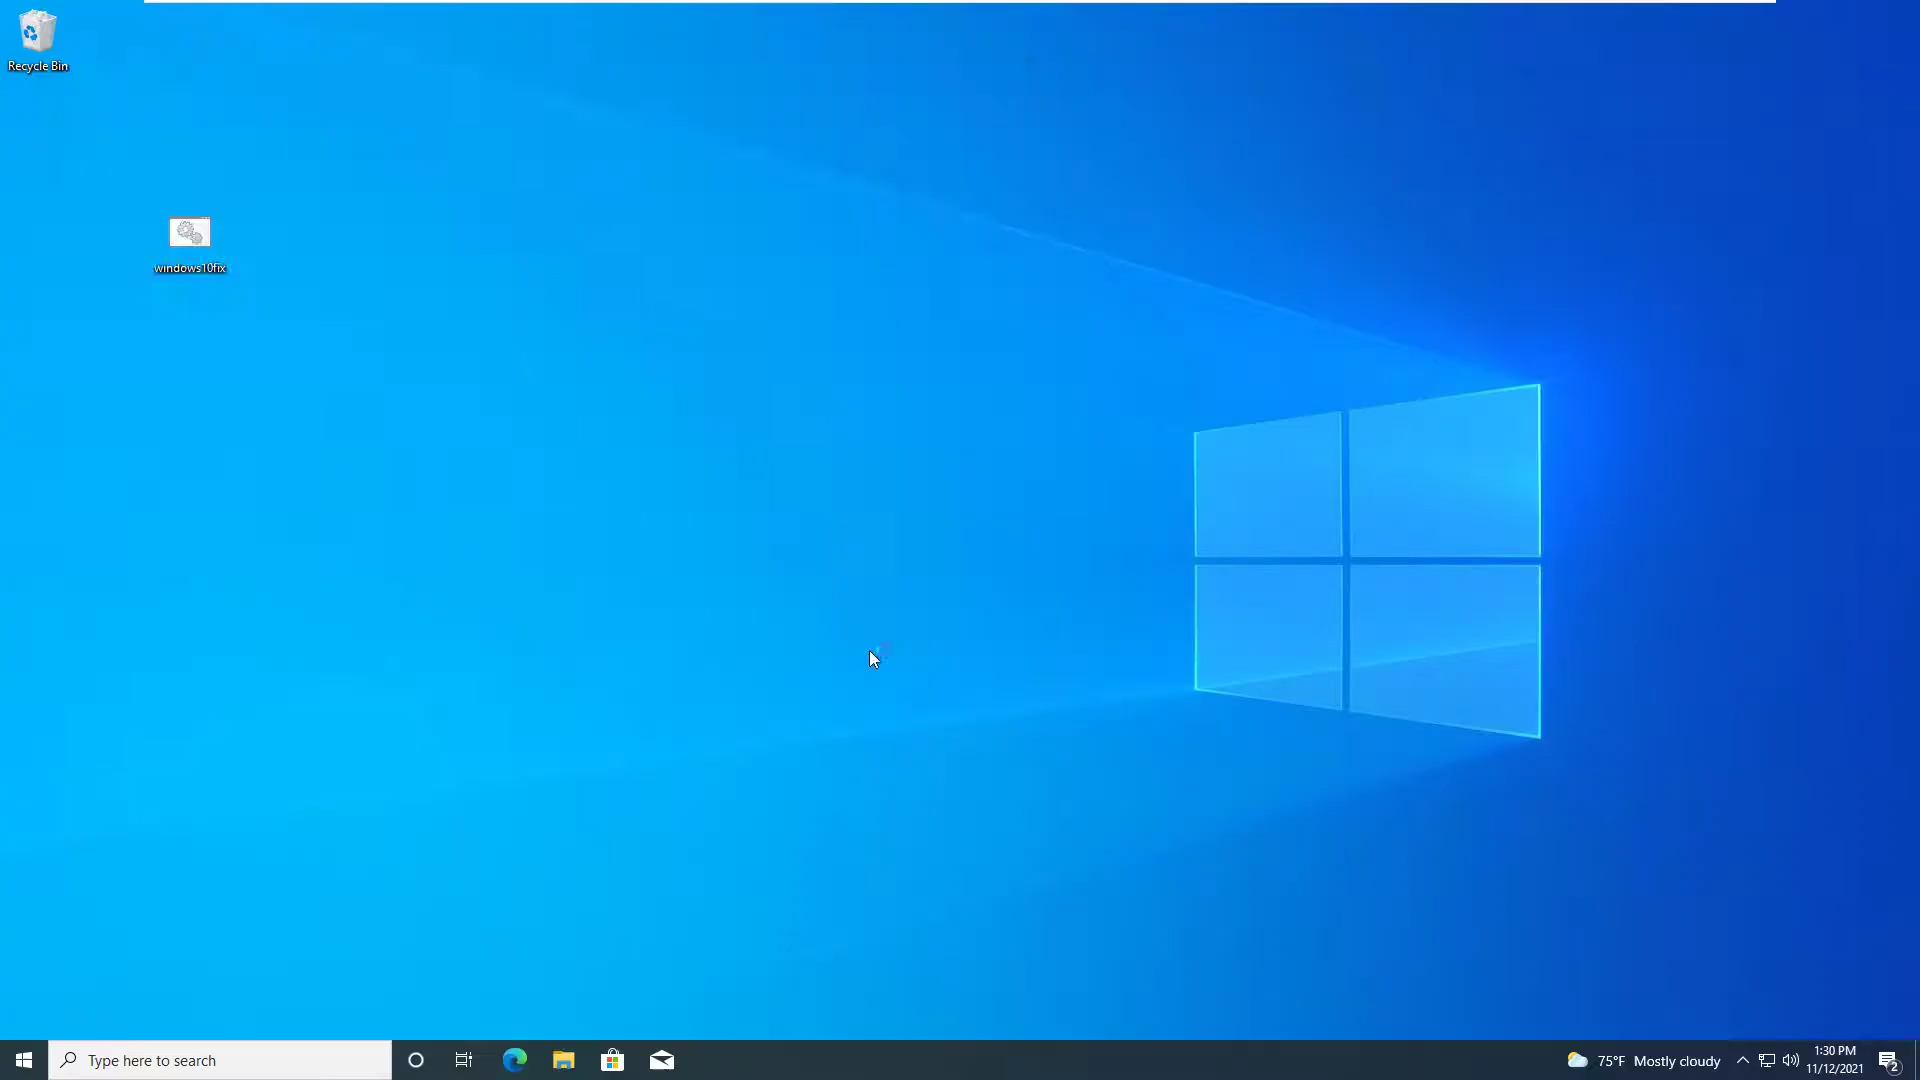 Recycle Bin
windows10fix
Type here to search
75°F Mostly cloudy
1:30 PM
11/12/2021
2